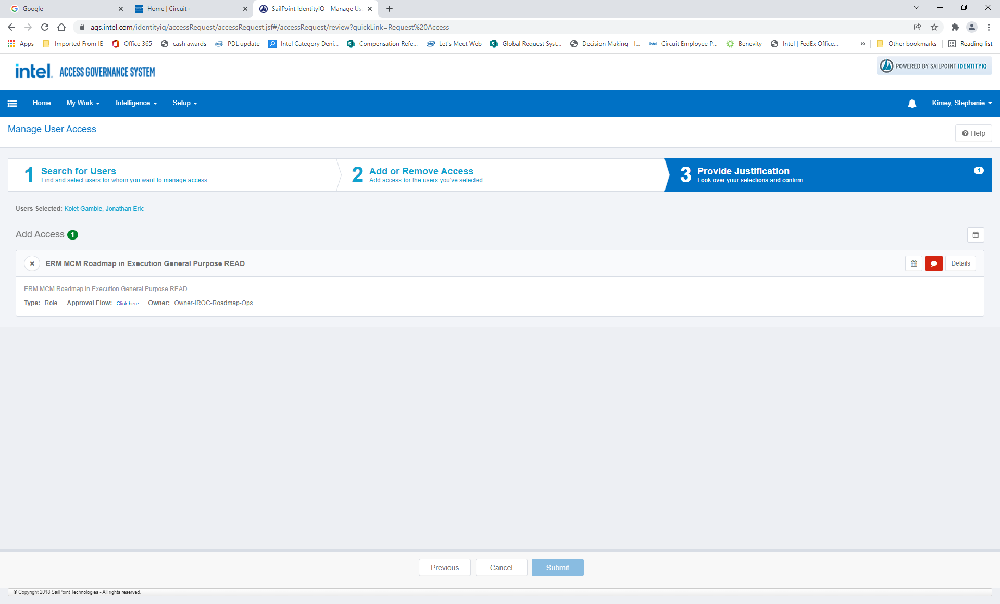 Google
Home | Circuit+
SailPoint IdentityIQ - Manage Us
ags.intel.com/identityiq/accessRequest/accessRequest.jsf#/accessRequest/review?quickLink=Request%20Access
Apps Imported From IE Office 365 cash awards PDL update Intel Category Deni... Compensation Refe... Let's Meet Web Global Request Syst... Decision Making - I... Circuit Employee P... Benevity Intel | FedEx Office... » Other bookmarks Reading list
intel. ACCESS GOVERNANCE SYSTEM
POWERED BY SAILPOINT IDENTITYIQ
Home My Work Intelligence Setup Kimey, Stephanie
Manage User Access
Help
1 Search for Users
Find and select users for whom you want to manage access.
2 Add or Remove Access
Add access for the users you've selected.
3 Provide Justification
Look over your selections and confirm.
1
Users Selected: Kolet Gamble, Jonathan Eric
Add Access 1
ERM MCM Roadmap in Execution General Purpose READ
Details
ERM MCM Roadmap in Execution General Purpose READ
Type: Role Approval Flow: Click here Owner: Owner-IROC-Roadmap-Ops
Previous Cancel Submit
© Copyright 2018 SailPoint Technologies - All rights reserved.